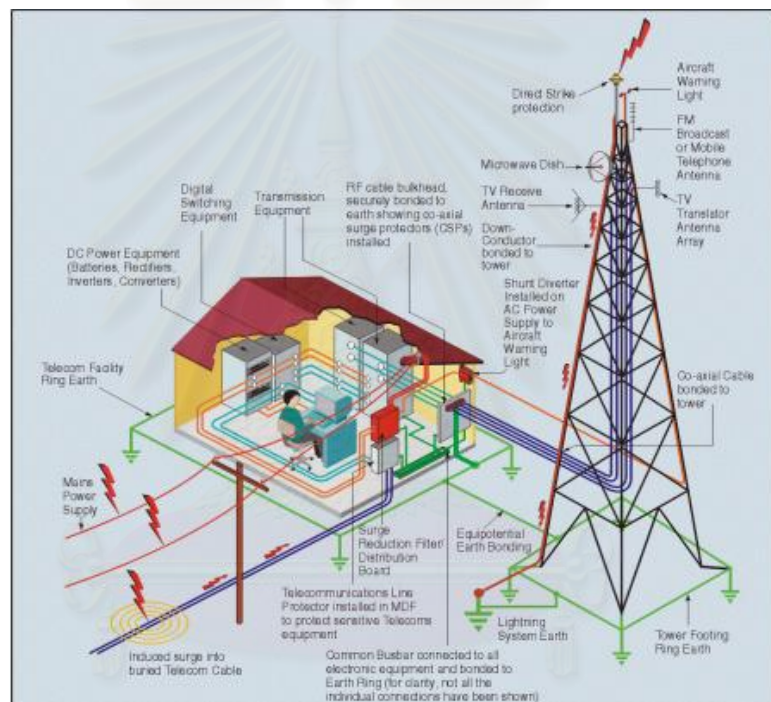 Direct Strike
protection
Aircraft
Warning
Light
FM
Broadcast
or Mobile
Telephone
Antenna
Microwave Dish
TV Receive
Antenna
TV
Translator
Antenna
Array
Down-
Conductor
bonded to
tower
RF cable bulkhead,
securely bonded to
earth showing co-axial
surge protectors (CSPs)
installed
Transmission
Equipment
Digital
Switching
Equipment
DC Power Equipment
(Batteries, Rectifiers,
Inverters, Converters)
Shunt Diverter
Installed on
AC Power
Supply to
Aircraft
Warning
Light
Telecom Facility
Ring Earth
Co-axial Cable
bonded to
tower
Mains
Power
Supply
Surge
Reduction Filter/
Distribution
Board
Equipotential
Earth Bonding
Telecommunications Line
Protector installed in MDF
to protect sensitive Telecoms
equipment
Lightning
System Earth
Tower Footing
Ring Earth
Induced surge into
buried Telecom Cable
Common Busbar connected to all
electronic equipment and bonded to
Earth Ring (for clarity, not all the
individual connections have been shown)